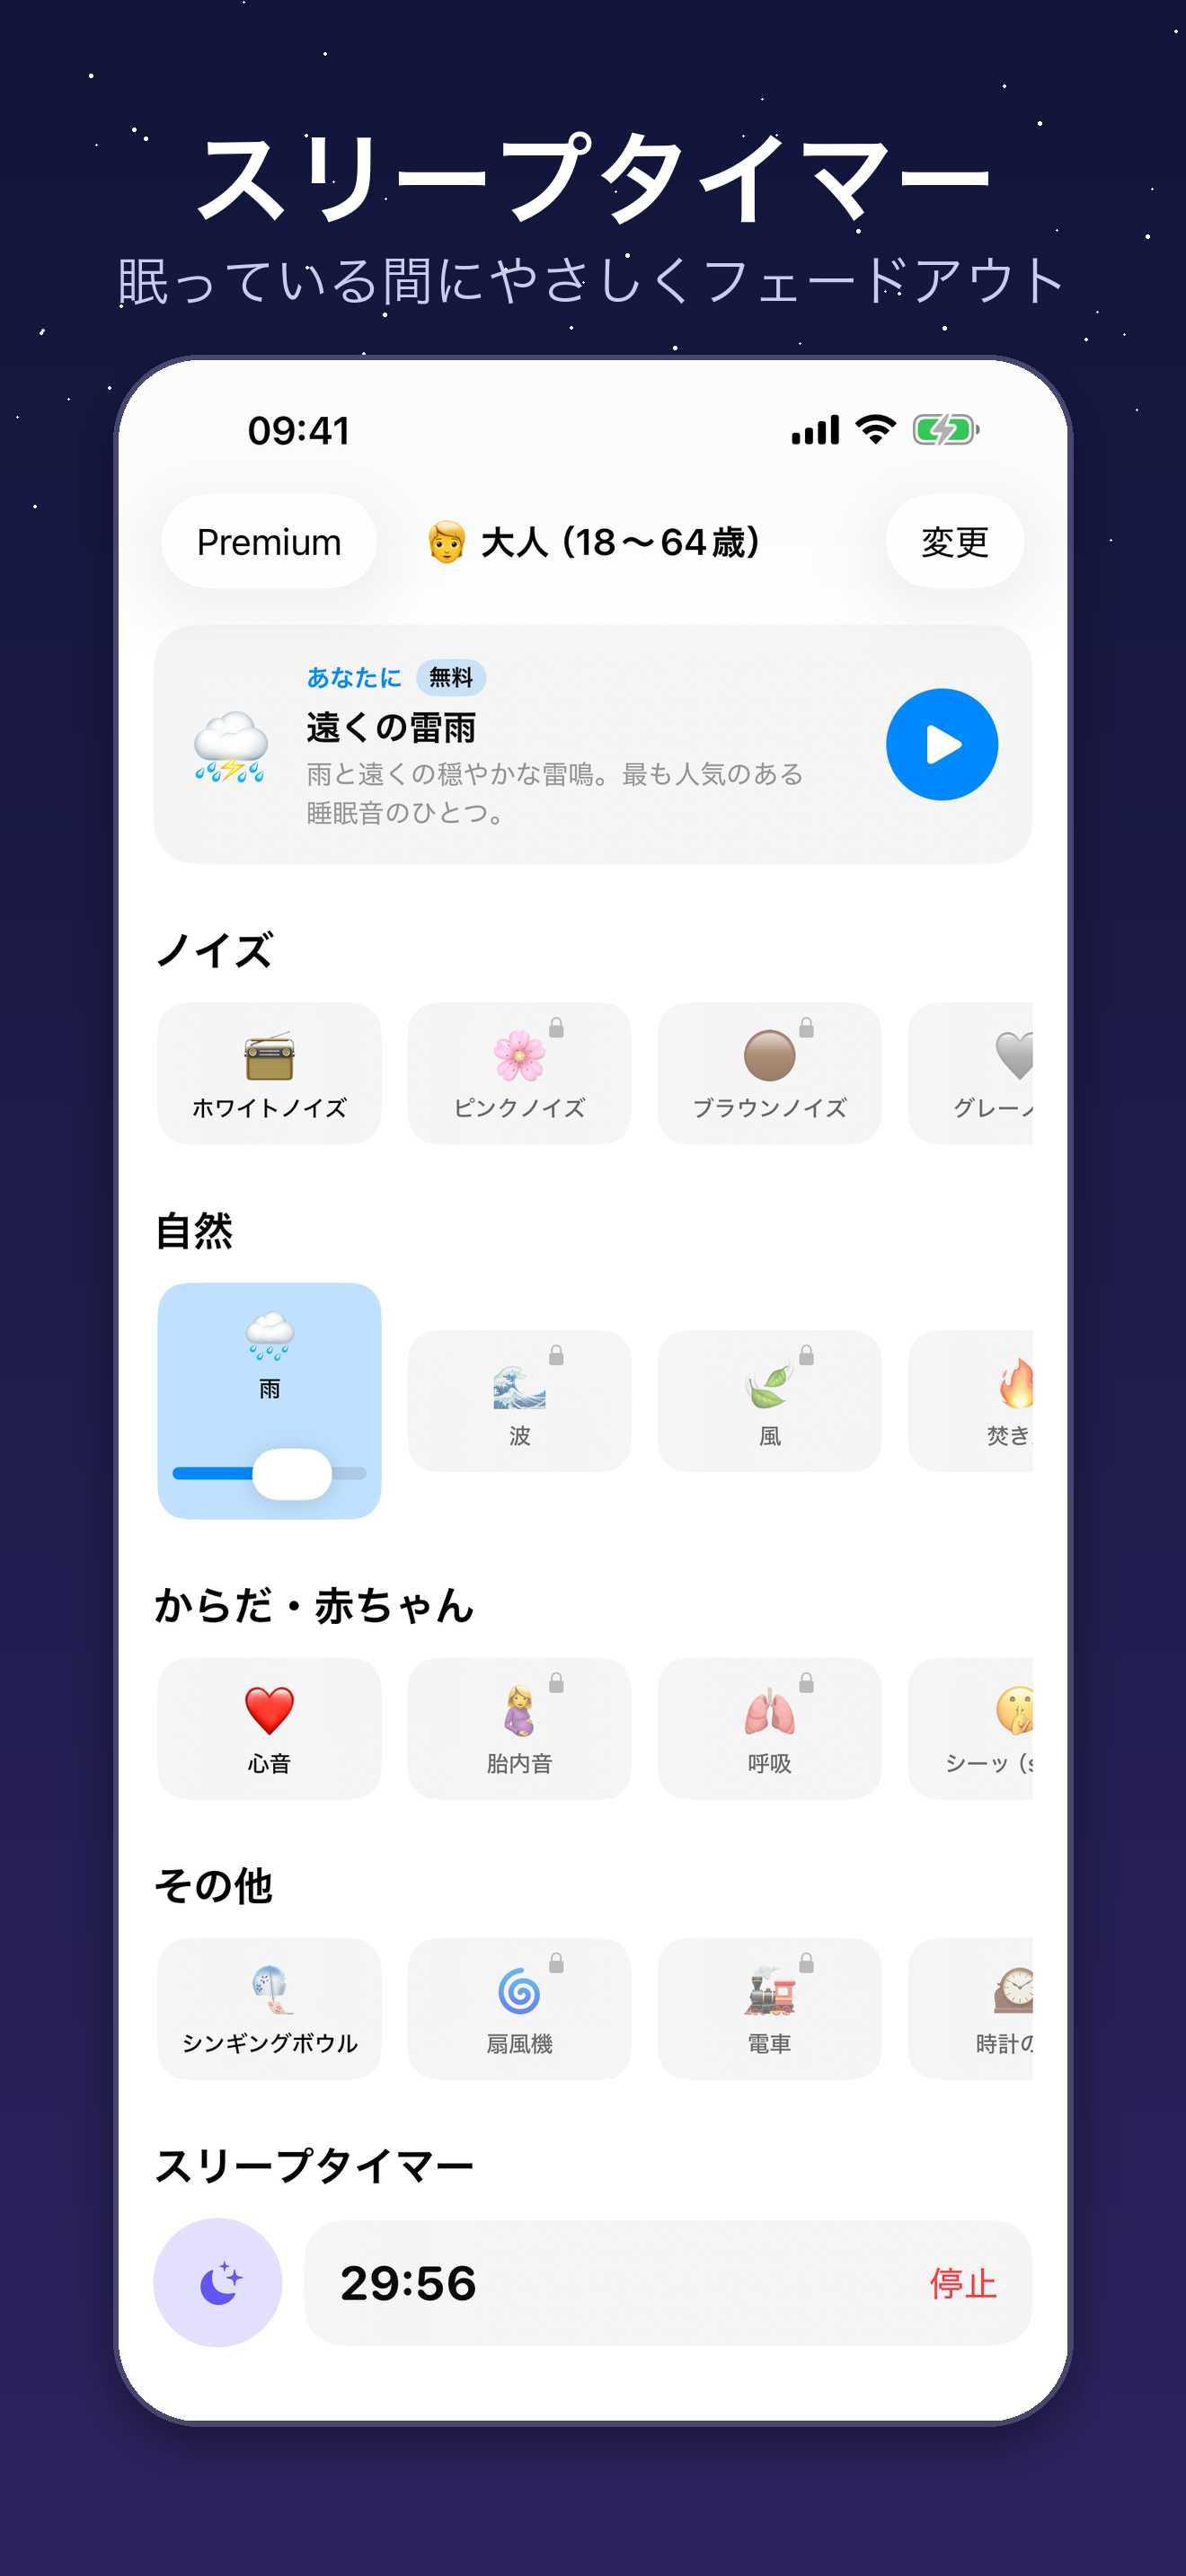 スリープタイマー
眠っている間にやさしくフェードアウト
09:41
Premium
大人（18〜64歳）
変更
あなたに 無料
遠くの雷雨
雨と遠くの穏やかな雷鳴。最も人気のある
睡眠音のひとつ。
ノイズ
ホワイトノイズ
ピンクノイズ
ブラウンノイズ
グレーノ
自然
雨
波
風
焚き
からだ・赤ちゃん
心音
胎内音
呼吸
シーッ（s
その他
シンギングボウル
扇風機
電車
時計の
スリープタイマー
29:56
停止